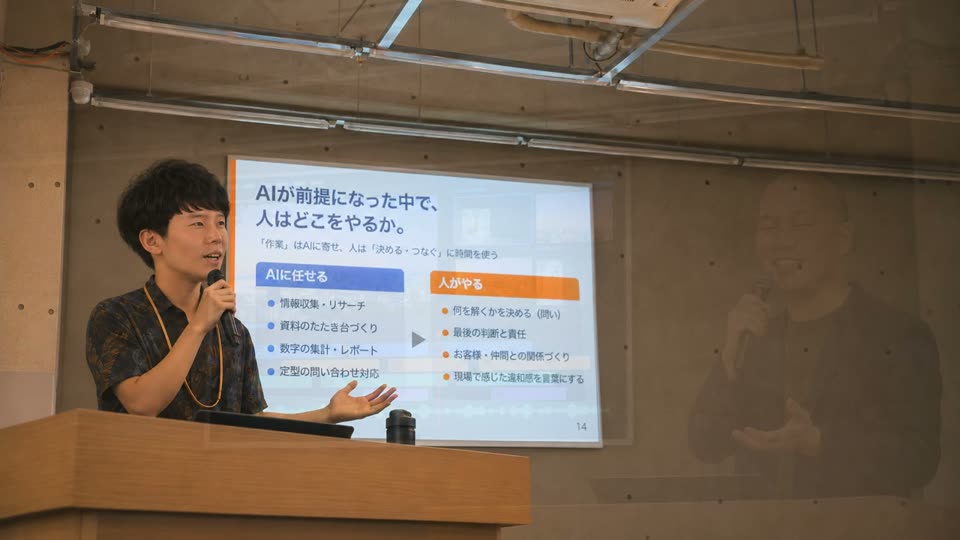 AIが前提になった中で、
人はどこをやるか。
「作業」はAIに寄せ、人は「決める・つなぐ」に時間を使う
AIに任せる
情報収集・リサーチ
資料のたたき台づくり
数字の集計・レポート
定型の問い合わせ対応
人がやる
何を解くかを決める（問い）
最後の判断と責任
お客様・仲間との関係づくり
現場で感じた違和感を言葉にする
14